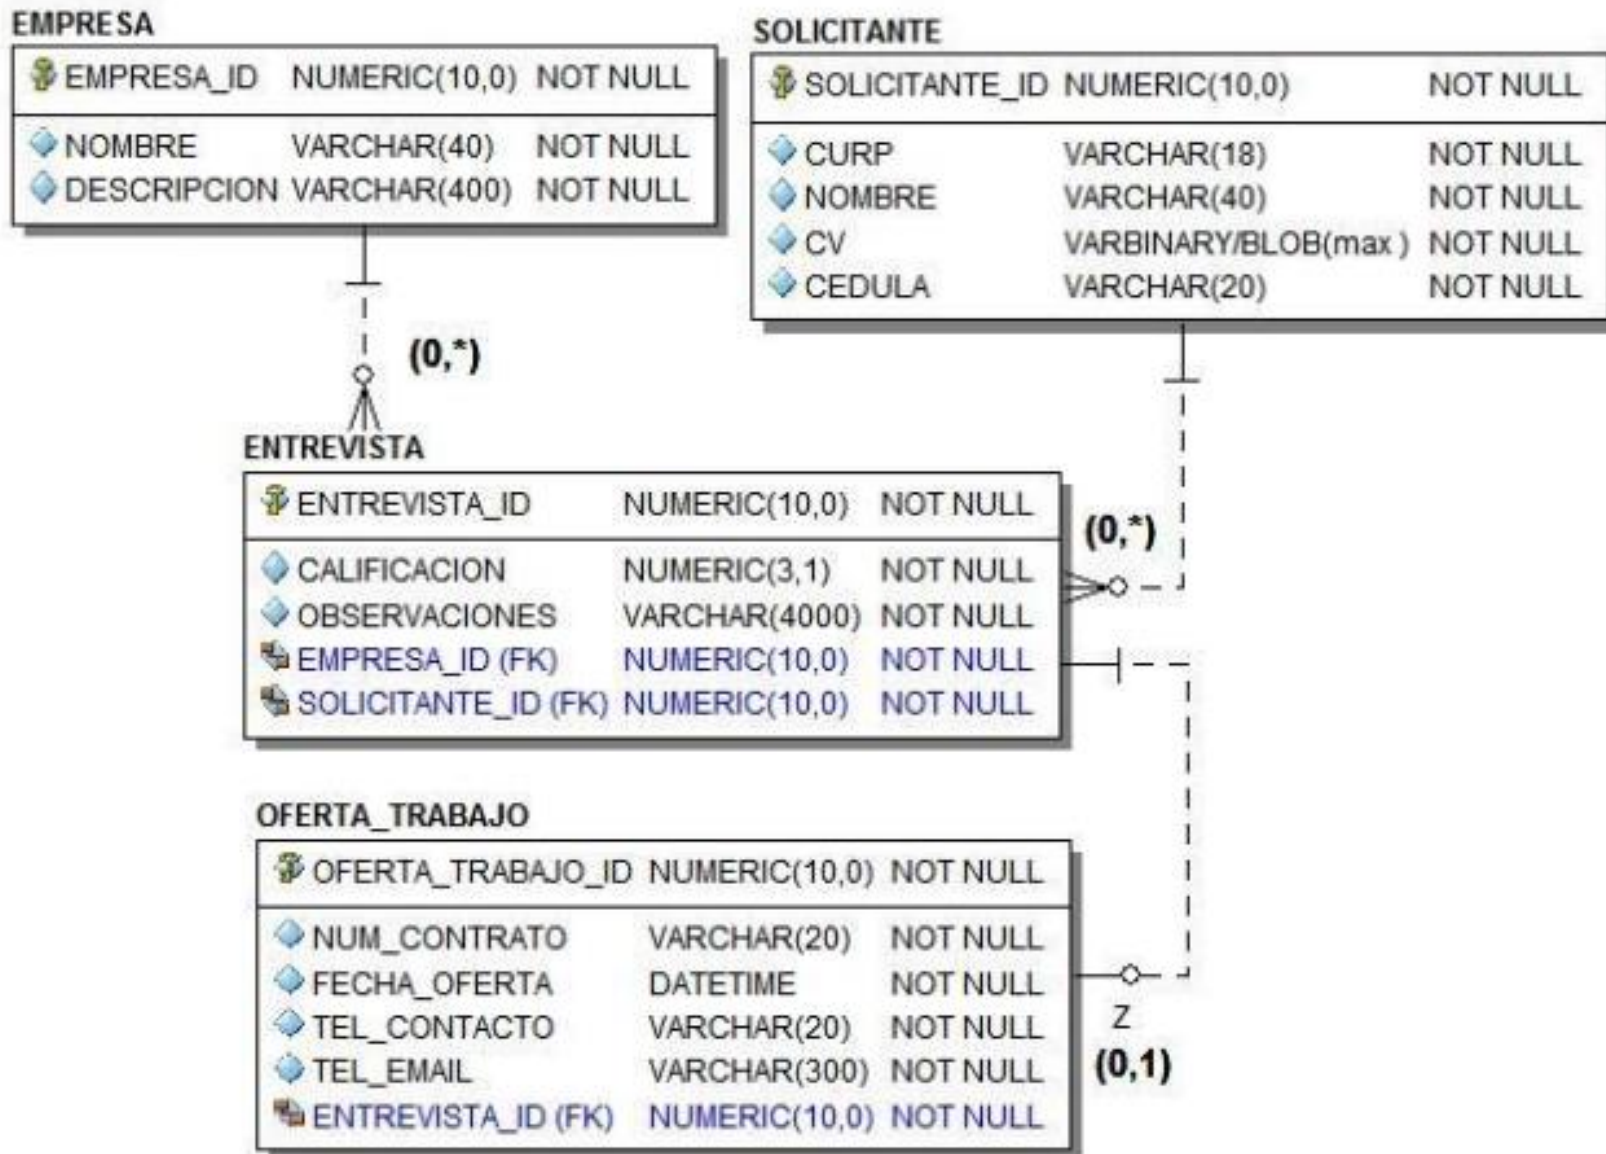 EMPRESA
EMPRESA_ID NUMERIC(10,0) NOT NULL
NOMBRE VARCHAR(40) NOT NULL
DESCRIPCION VARCHAR(400) NOT NULL
SOLICITANTE
SOLICITANTE_ID NUMERIC(10,0) NOT NULL
CURP VARCHAR(18) NOT NULL
NOMBRE VARCHAR(40) NOT NULL
CV VARBINARY/BLOB(max ) NOT NULL
CEDULA VARCHAR(20) NOT NULL
(0,*)
ENTREVISTA
ENTREVISTA_ID NUMERIC(10,0) NOT NULL
CALIFICACION NUMERIC(3,1) NOT NULL
OBSERVACIONES VARCHAR(4000) NOT NULL
EMPRESA_ID (FK) NUMERIC(10,0) NOT NULL
SOLICITANTE_ID (FK) NUMERIC(10,0) NOT NULL
(0,*)
OFERTA_TRABAJO
OFERTA_TRABAJO_ID NUMERIC(10,0) NOT NULL
NUM_CONTRATO VARCHAR(20) NOT NULL
FECHA_OFERTA DATETIME NOT NULL
TEL_CONTACTO VARCHAR(20) NOT NULL
TEL_EMAIL VARCHAR(300) NOT NULL
ENTREVISTA_ID (FK) NUMERIC(10,0) NOT NULL
Z
(0,1)